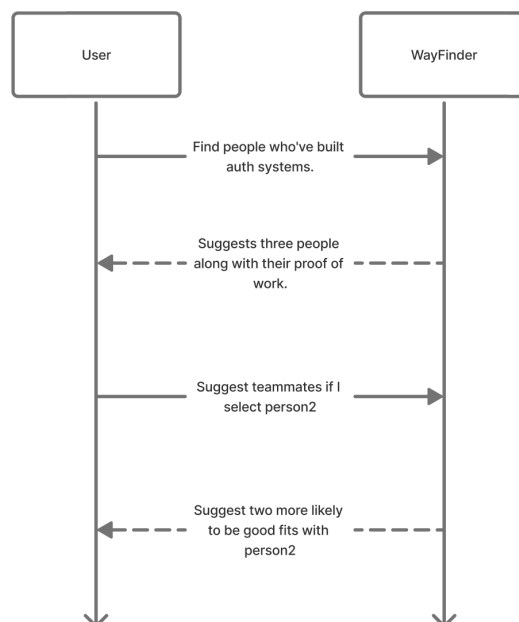 User
WayFinder
Find people who've built
auth systems.
Suggests three people
along with their proof of
work.
Suggest teammates if I
select person2
Suggest two more likely
to be good fits with
person2